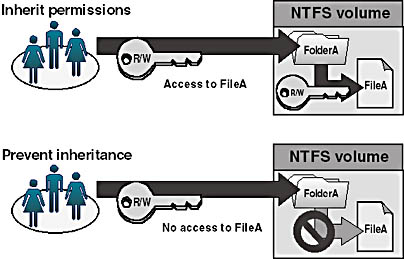 Inherit permissions
NTFS volume
R/W
FolderA
Access to FileA
R/W
FileA
Prevent inheritance
NTFS volume
R/W
FolderA
No access to FileA
FileA